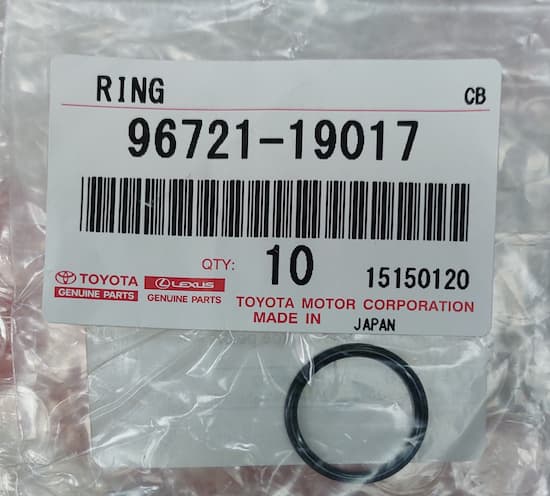 RING
CB
96721-19017
QTY: 10
15150120
TOYOTA
GENUINE PARTS
LEXUS
GENUINE PARTS
TOYOTA MOTOR CORPORATION
MADE IN JAPAN